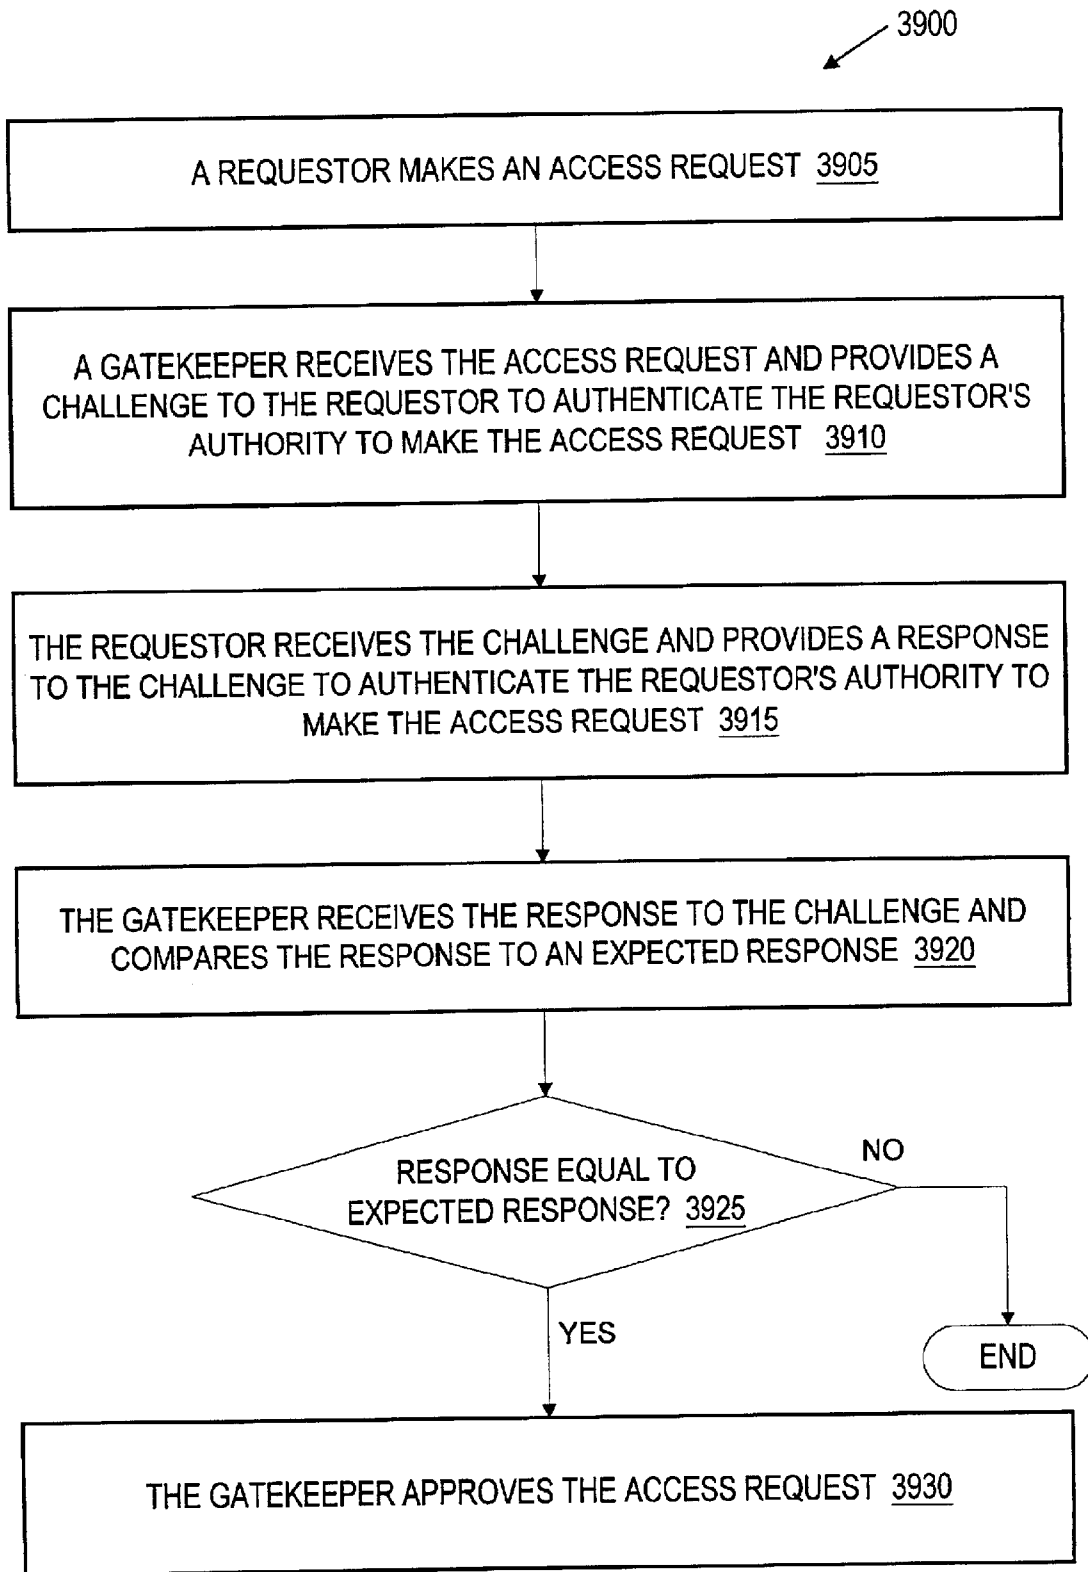 3900
A REQUESTOR MAKES AN ACCESS REQUEST 3905
A GATEKEEPER RECEIVES THE ACCESS REQUEST AND PROVIDES A
CHALLENGE TO THE REQUESTOR TO AUTHENTICATE THE REQUESTOR'S
AUTHORITY TO MAKE THE ACCESS REQUEST 3910
THE REQUESTOR RECEIVES THE CHALLENGE AND PROVIDES A RESPONSE
TO THE CHALLENGE TO AUTHENTICATE THE REQUESTOR'S AUTHORITY TO
MAKE THE ACCESS REQUEST 3915
THE GATEKEEPER RECEIVES THE RESPONSE TO THE CHALLENGE AND
COMPARES THE RESPONSE TO AN EXPECTED RESPONSE 3920
RESPONSE EQUAL TO
EXPECTED RESPONSE? 3925
NO
YES
END
THE GATEKEEPER APPROVES THE ACCESS REQUEST 3930